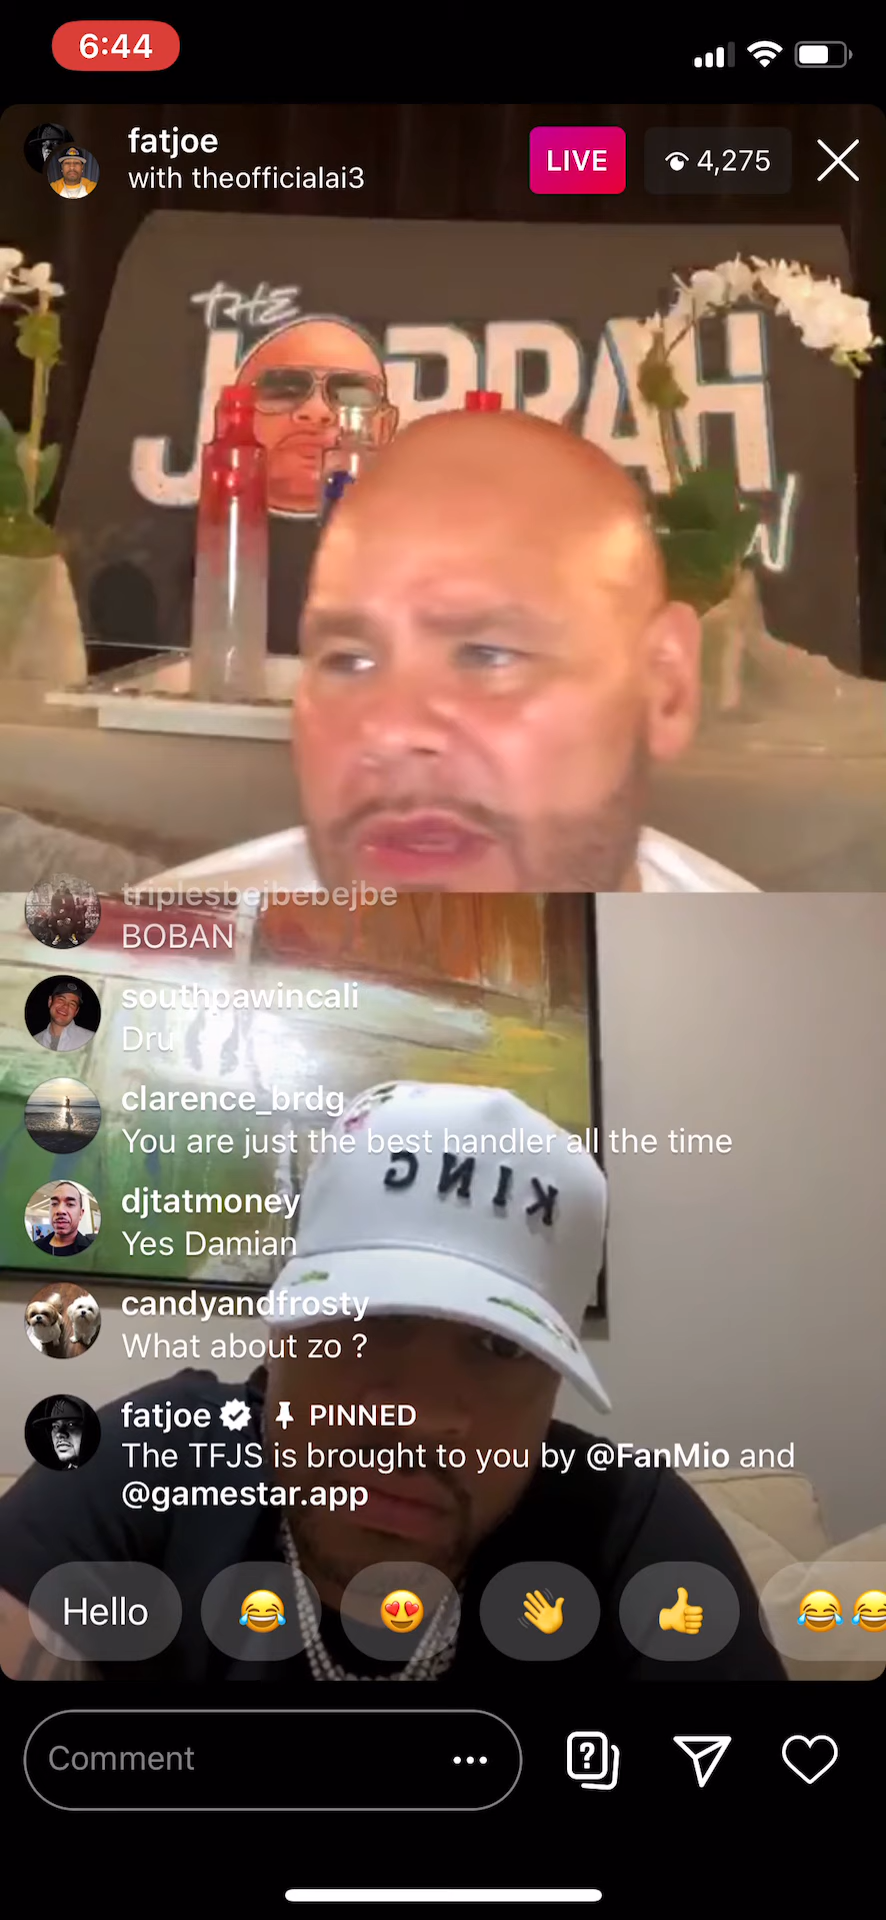 6:44
fatjoe
with theofficialai3
LIVE
4,275
THE
KING
triplesbejbebejbe
BOBAN
southpawincali
Dru
clarence_brdg
You are just the best handler all the time
djtatmoney
Yes Damian
candyandfrosty
What about zo ?
fatjoe PINNED
The TFJS is brought to you by @FanMio and
@gamestar.app
Hello
Comment